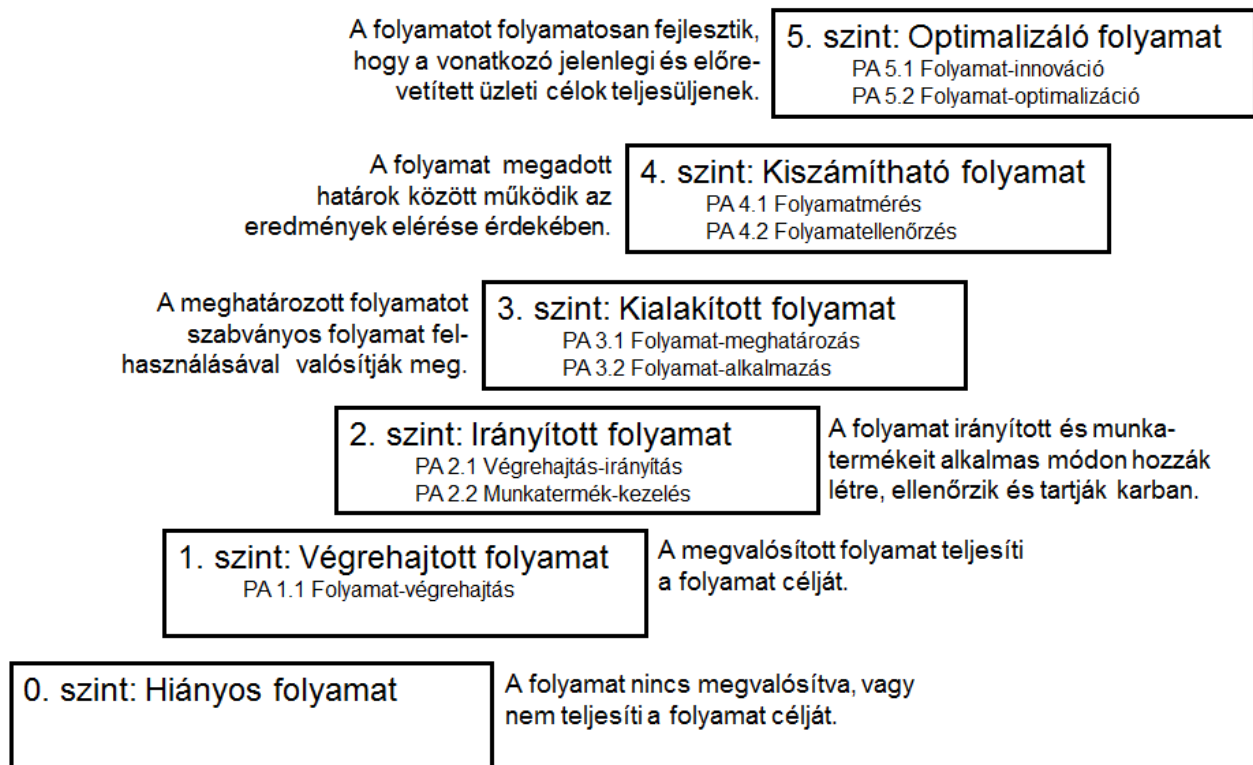 A folyamatot folyamatosan fejlesztik,
hogy a vonatkozó jelenlegi és előre-
vetített üzleti célok teljesüljenek.
5. szint: Optimalizáló folyamat
PA 5.1 Folyamat-innováció
PA 5.2 Folyamat-optimalizáció
A folyamat megadott
határok között működik az
eredmények elérése érdekében.
4. szint: Kiszámítható folyamat
PA 4.1 Folyamatmérés
PA 4.2 Folyamatellenőrzés
A meghatározott folyamatot
szabványos folyamat fel-
használásával valósítják meg.
3. szint: Kialakított folyamat
PA 3.1 Folyamat-meghatározás
PA 3.2 Folyamat-alkalmazás
2. szint: Irányított folyamat
PA 2.1 Végrehajtás-irányítás
PA 2.2 Munkatermék-kezelés
A folyamat irányított és munka-
termékeit alkalmas módon hozzák
létre, ellenőrzik és tartják karban.
1. szint: Végrehajtott folyamat
PA 1.1 Folyamat-végrehajtás
A megvalósított folyamat teljesíti
a folyamat célját.
0. szint: Hiányos folyamat
A folyamat nincs megvalósítva, vagy
nem teljesíti a folyamat célját.